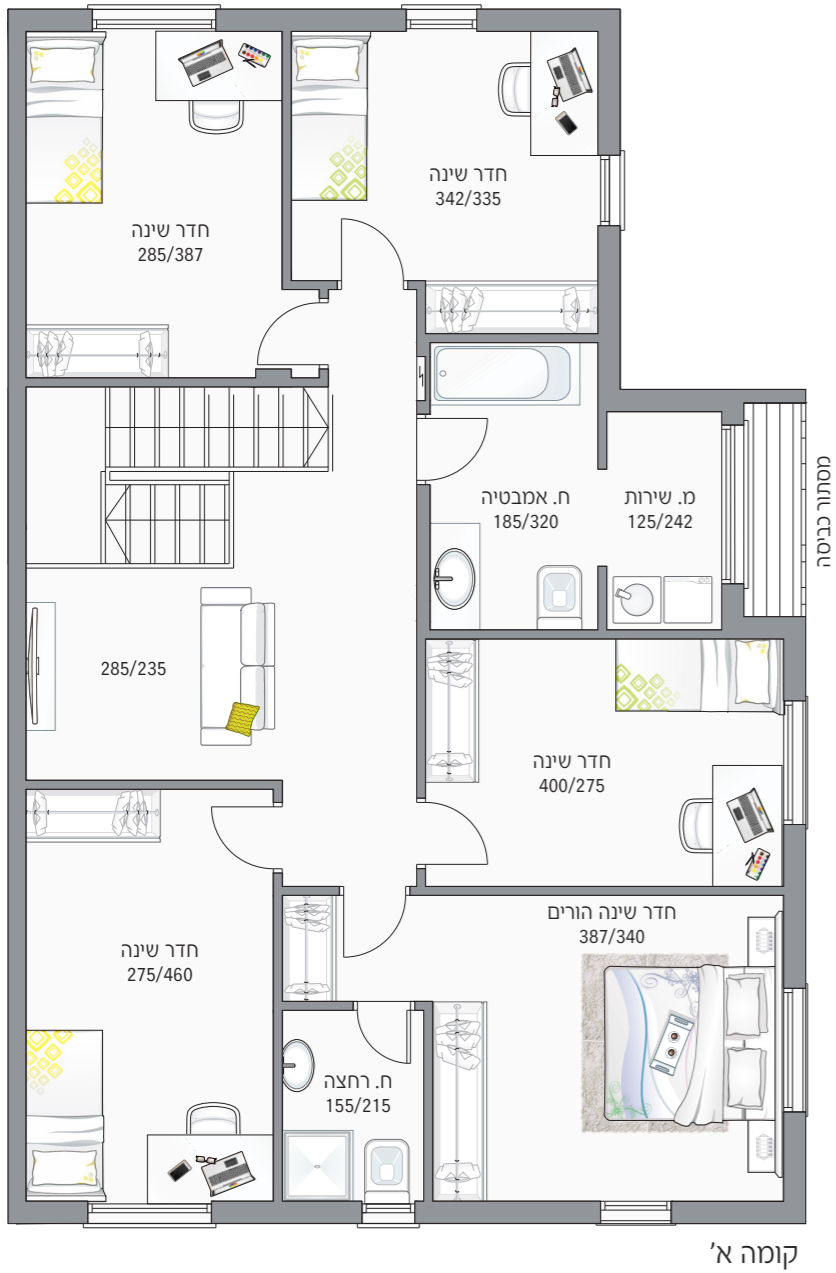 חדר שינה
342/335
חדר שינה
285/387
מסתור כביסה
מ. שירות
125/242
ח. אמבטיה
185/320
285/235
חדר שינה
400/275
חדר שינה הורים
387/340
חדר שינה
275/460
ח. רחצה
155/215
קומה א'